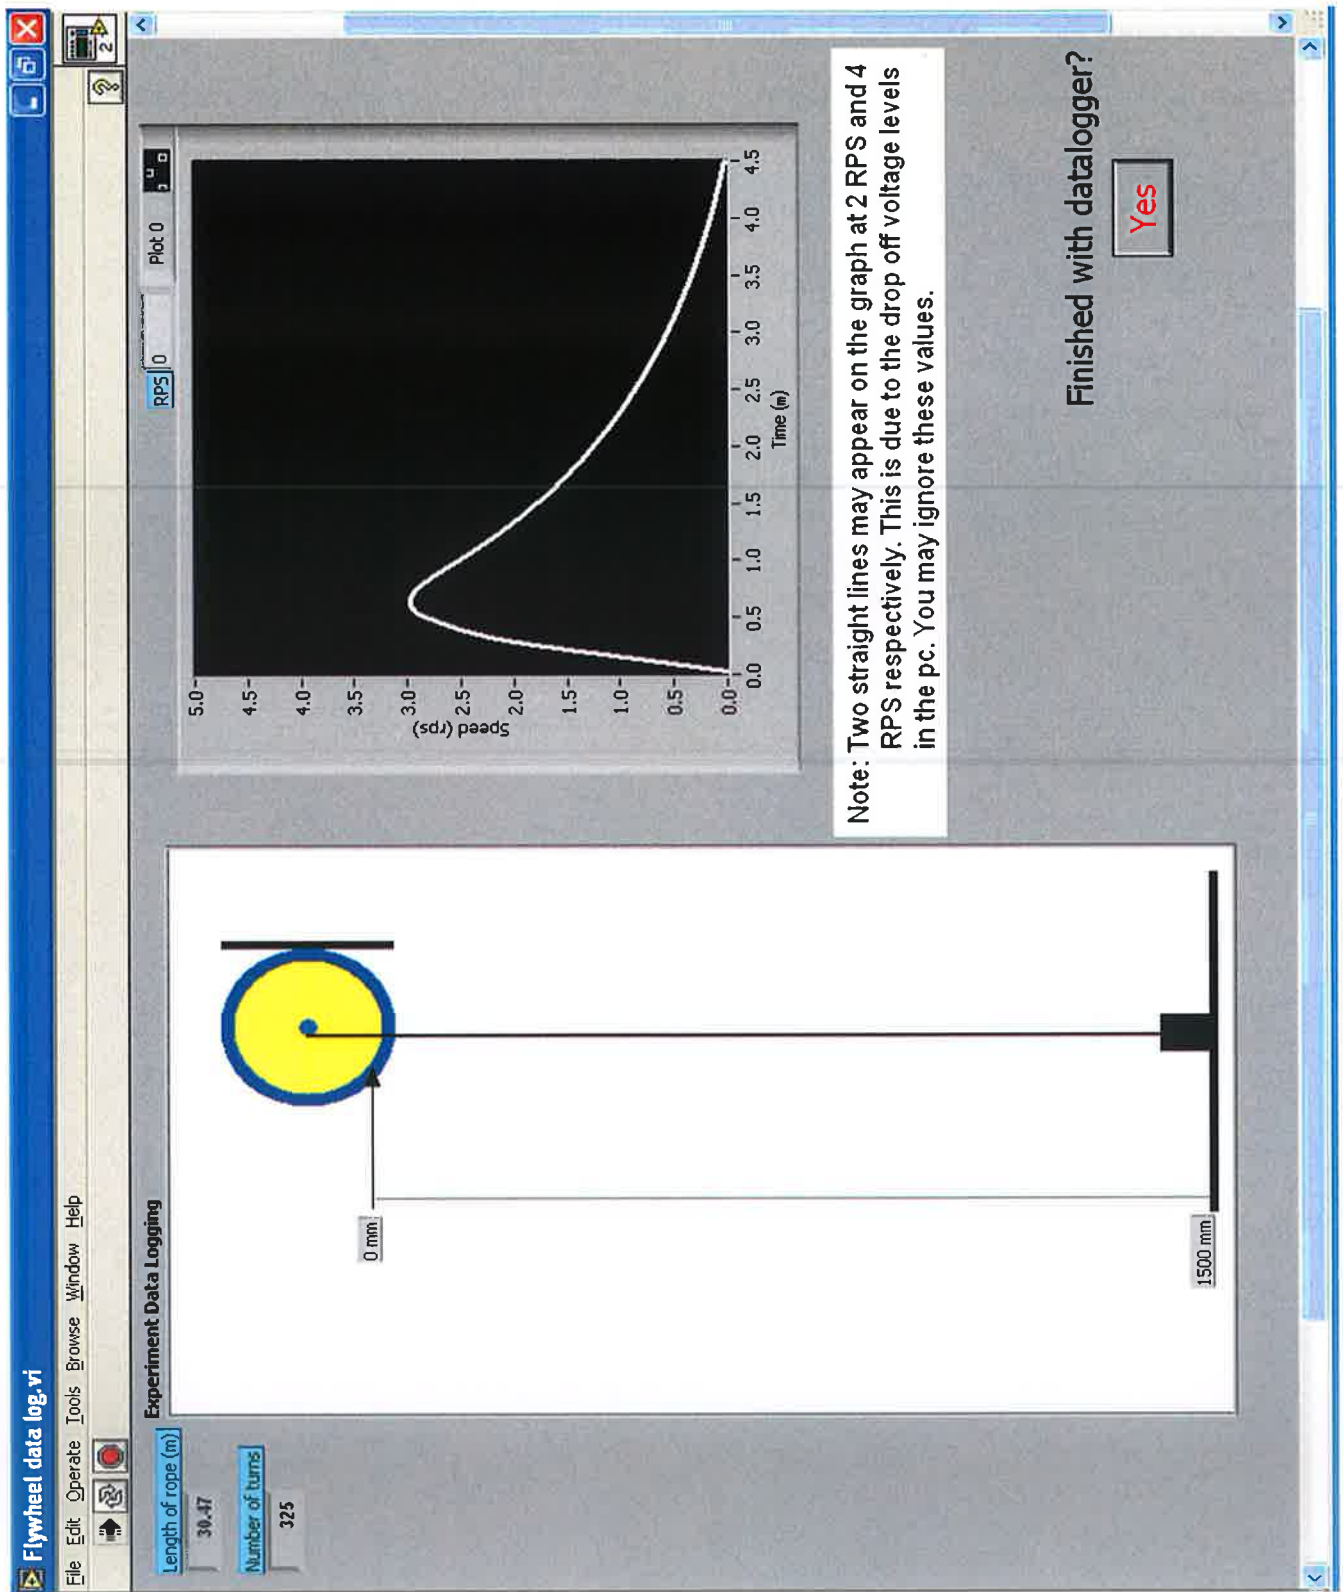 Flywheel data log.vi
File Edit Operate Tools Browse Window Help
2
?
Experiment Data Logging
Length of rope (m)
30.47
Number of turns
325
0 mm
1500 mm
RPS 0
Plot 0
5.0
4.5
4.0
3.5
3.0
2.5
2.0
1.5
1.0
0.5
0.0
Speed (rps)
0.0 0.5 1.0 1.5 2.0 2.5 3.0 3.5 4.0 4.5
Time (m)
Note: Two straight lines may appear on the graph at 2 RPS and 4
RPS respectively. This is due to the drop off voltage levels
in the pc. You may ignore these values.
Finished with datalogger?
Yes